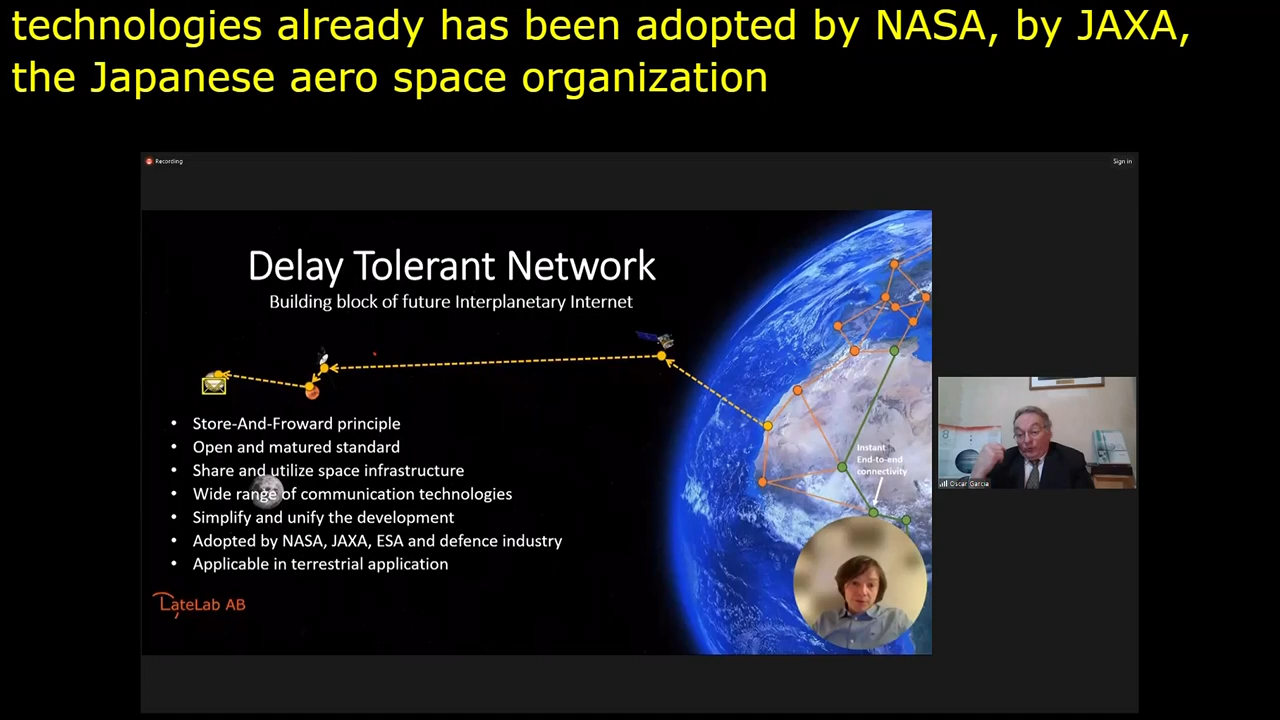 technologies already has been adopted by NASA, by JAXA,
the Japanese aero space organization
Recording
Sign in
Delay Tolerant Network
Building block of future Interplanetary Internet
• Store-And-Froward principle
• Open and matured standard
• Share and utilize space infrastructure
• Wide range of communication technologies
• Simplify and unify the development
• Adopted by NASA, JAXA, ESA and defence industry
• Applicable in terrestrial application
Instant
End-to-end
connectivity
Oscar Garcia
LateLab AB